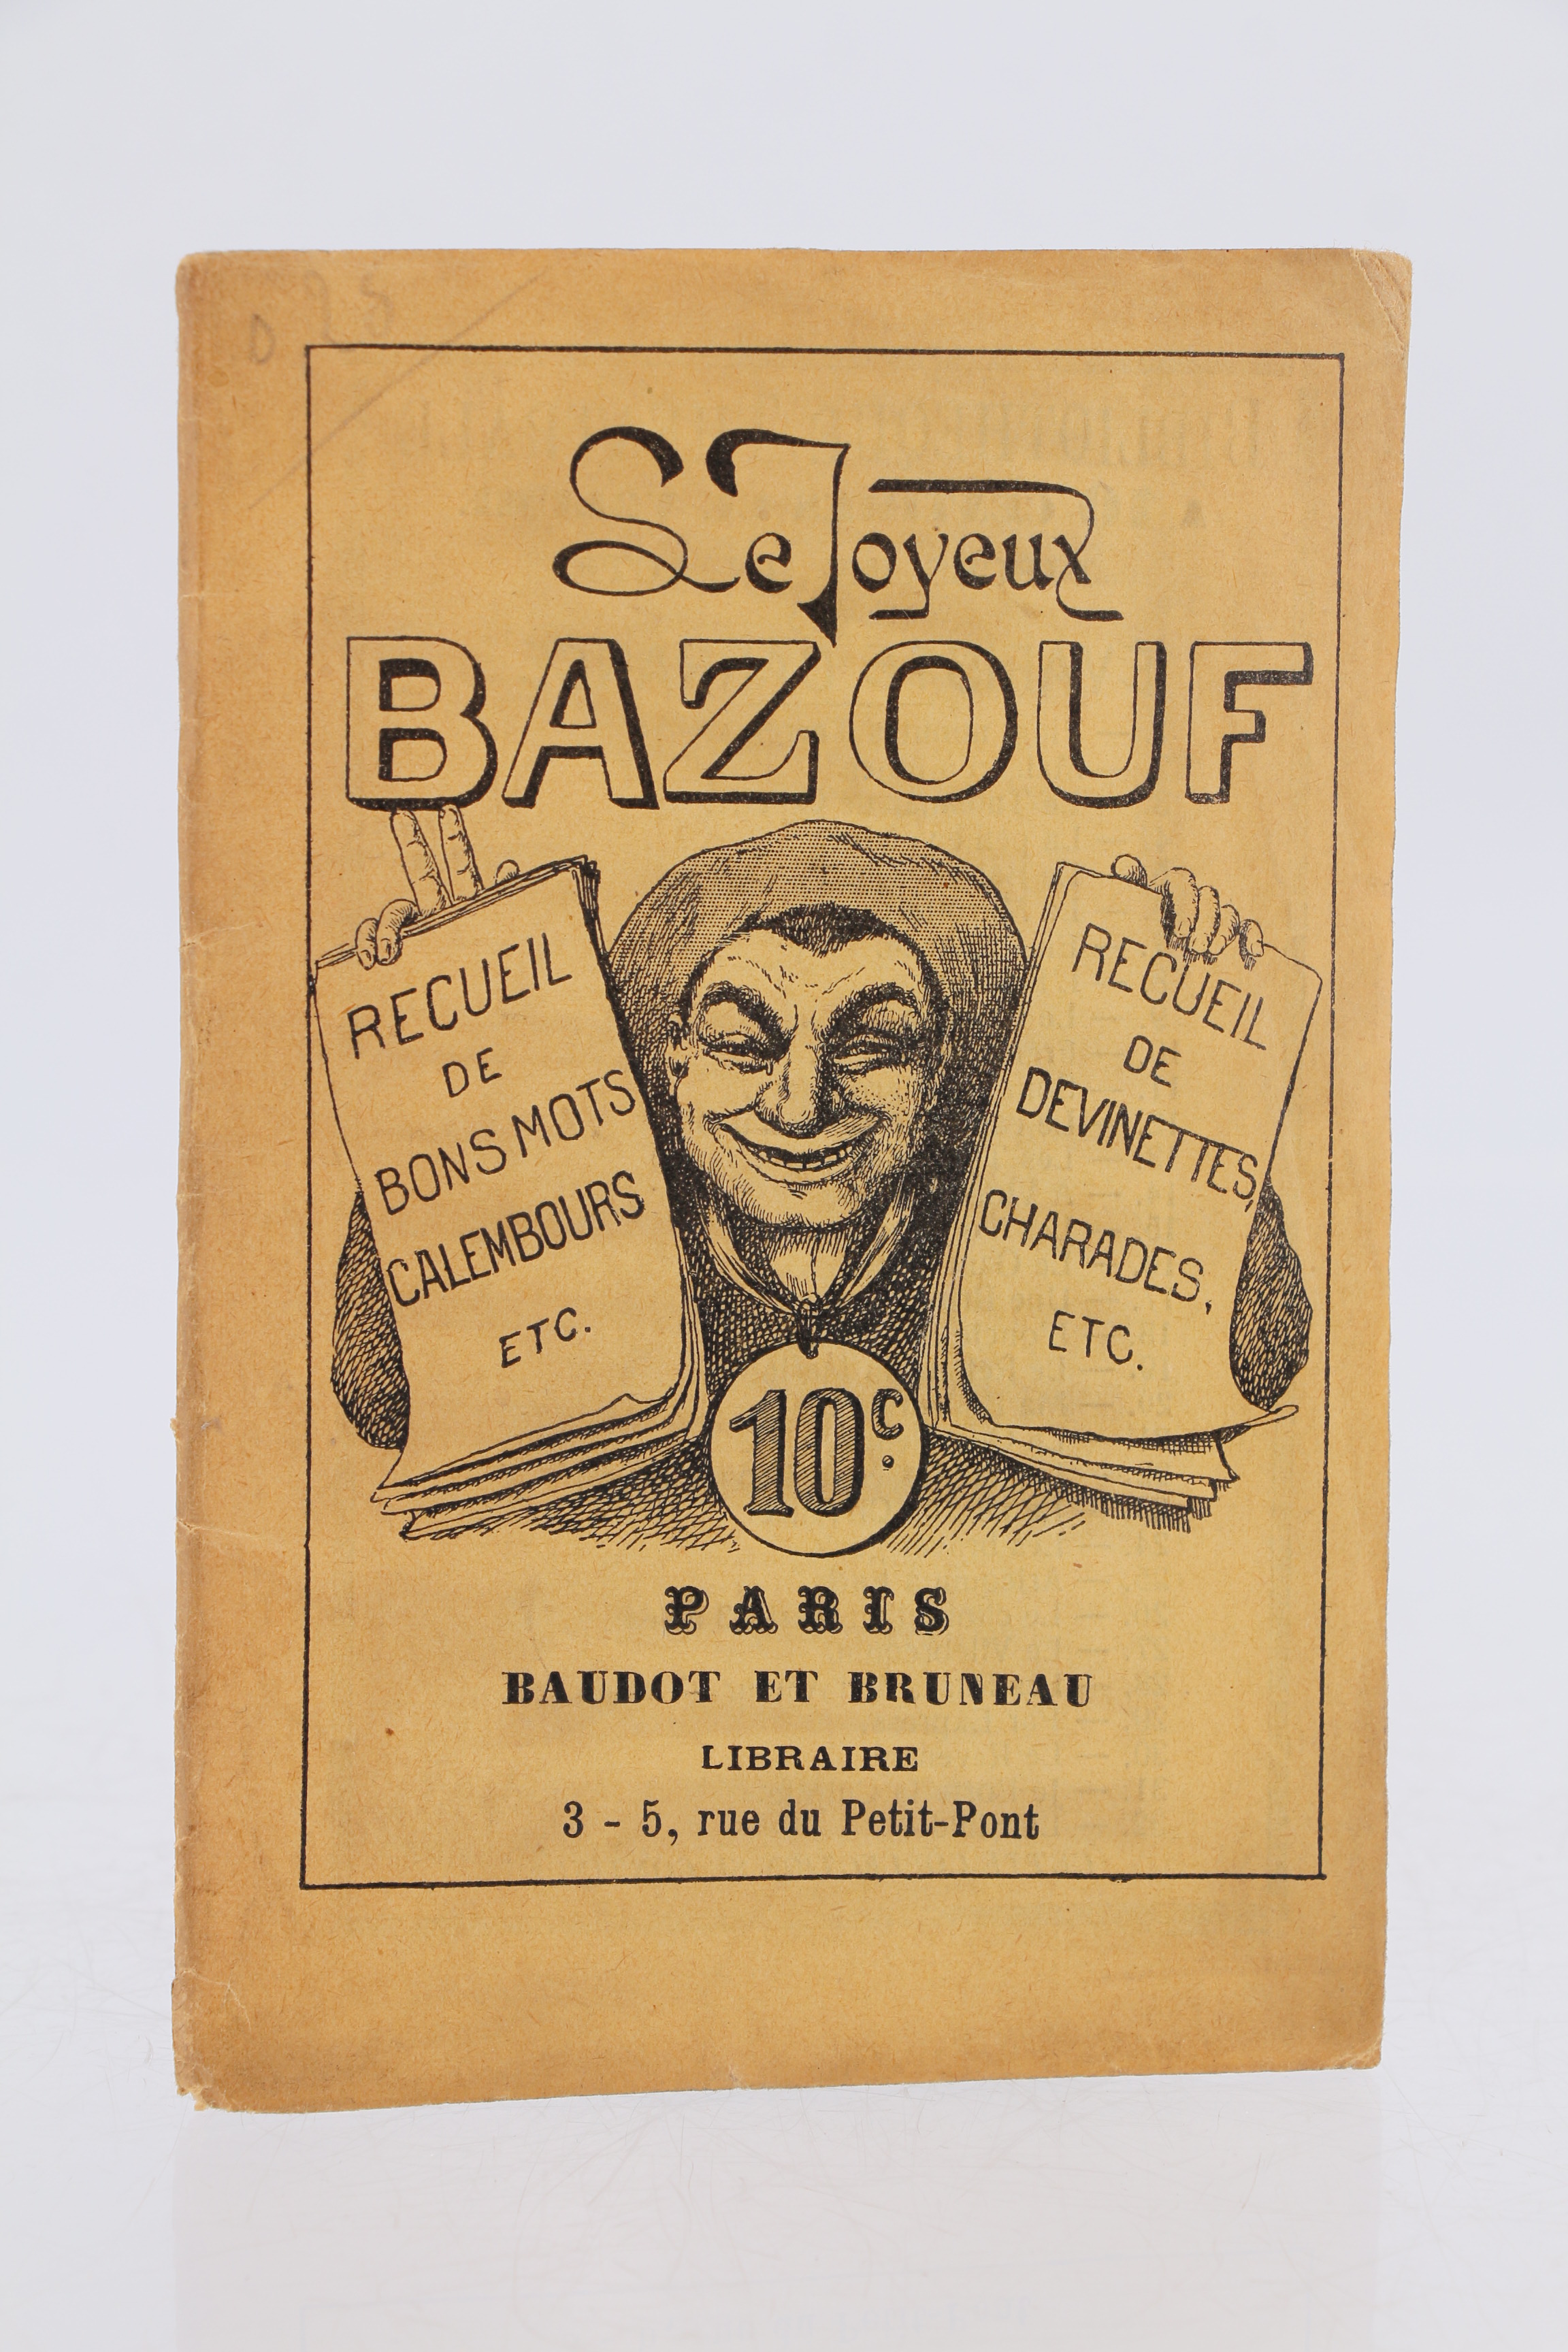 Le Joyeux
BAZOUF
RECUEIL
DE
BONS MOTS
CALEMBOURS
ETC.
RECUEIL
DE
DEVINETTES,
CHARADES,
ETC.
10c.
PARIS
BAUDOT ET BRUNEAU
LIBRAIRE
3 - 5, rue du Petit-Pont